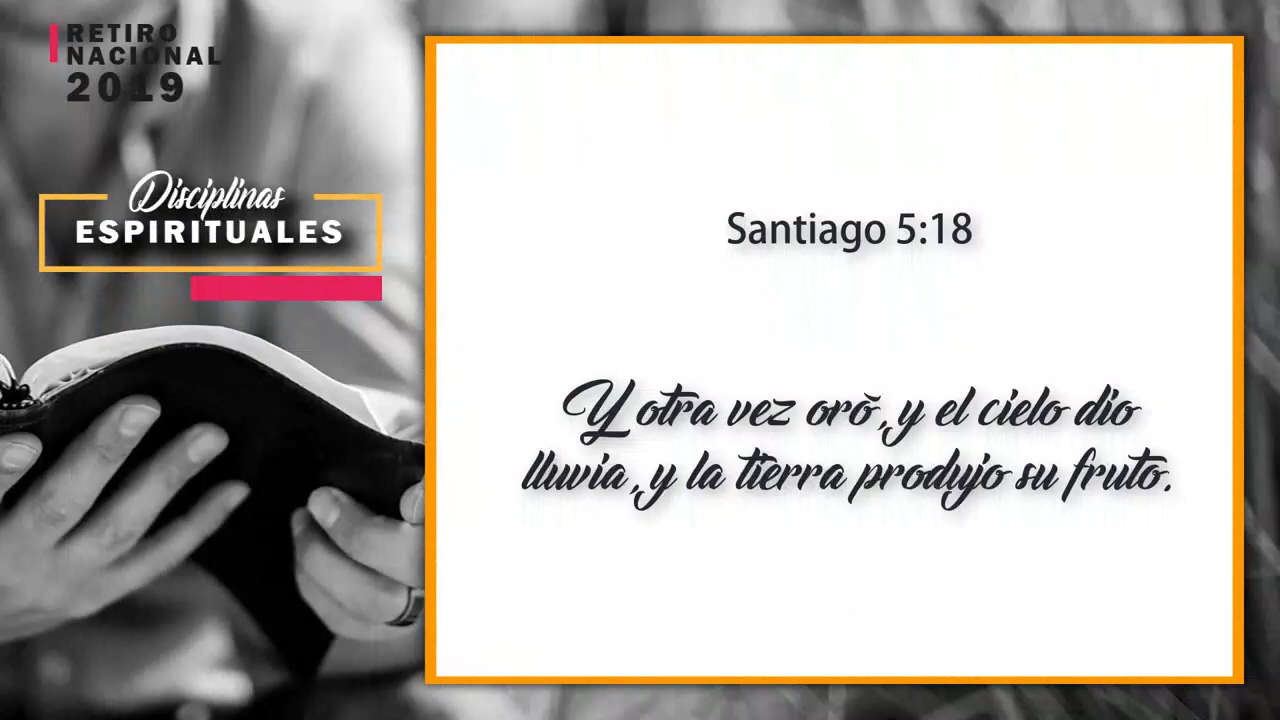 RETIRO
NACIONAL
2019
Disciplinas
ESPIRITUALES
Santiago 5:18
Y otra vez oró, y el cielo dio
lluvia, y la tierra produjo su fruto.